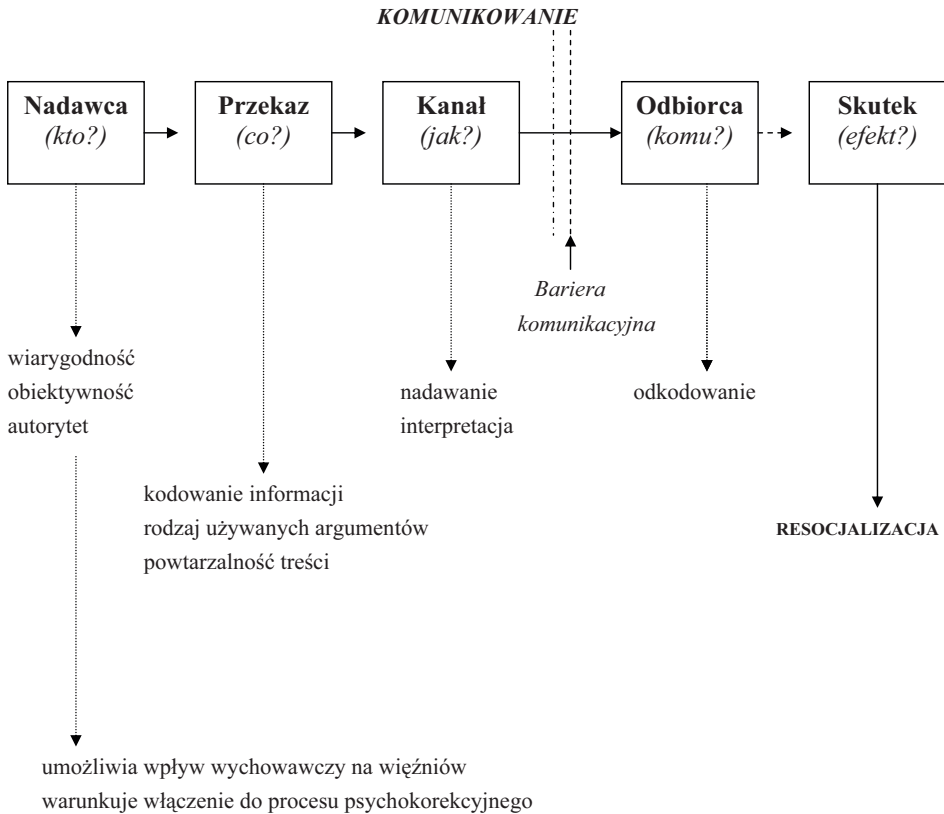 KOMUNIKOWANIE
Nadawca
(kto?)
Przekaz
(co?)
Kanał
(jak?)
Odbiorca
(komu?)
Skutek
(efekt?)
Bariera
komunikacyjna
wiarygodność
obiektywność
autorytet
nadawanie
interpretacja
odkodowanie
kodowanie informacji
rodzaj używanych argumentów
powtarzalność treści
RESOCJALIZACJA
umożliwia wpływ wychowawczy na więźniów
warunkuje włączenie do procesu psychokorekcyjnego